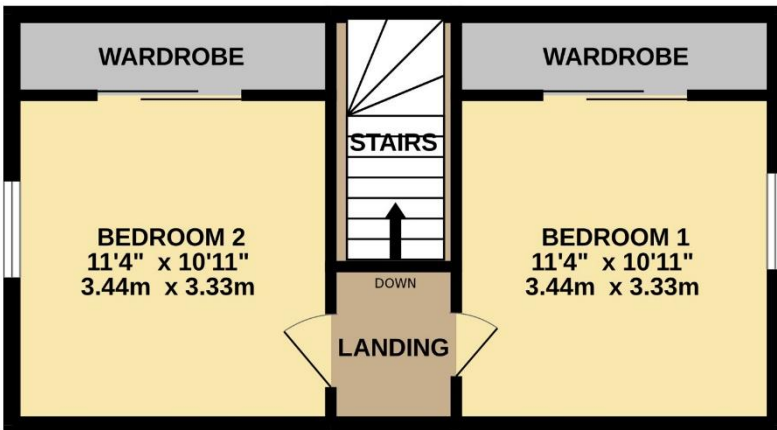 WARDROBE
WARDROBE
STAIRS
BEDROOM 2
11'4" x 10'11"
3.44m x 3.33m
BEDROOM 1
11'4" x 10'11"
3.44m x 3.33m
DOWN
LANDING